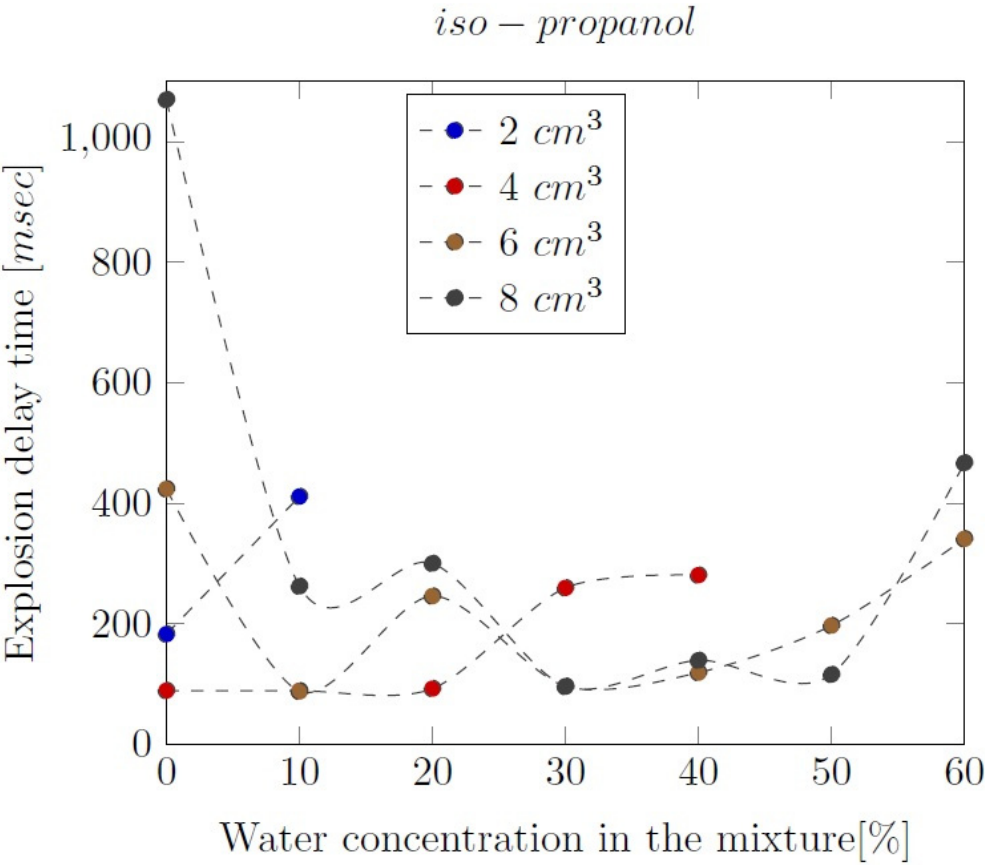 iso − propanol
1,000
800
600
400
200
0
Explosion delay time [msec]
2 cm³
4 cm³
6 cm³
8 cm³
0 10 20 30 40 50 60
Water concentration in the mixture[%]